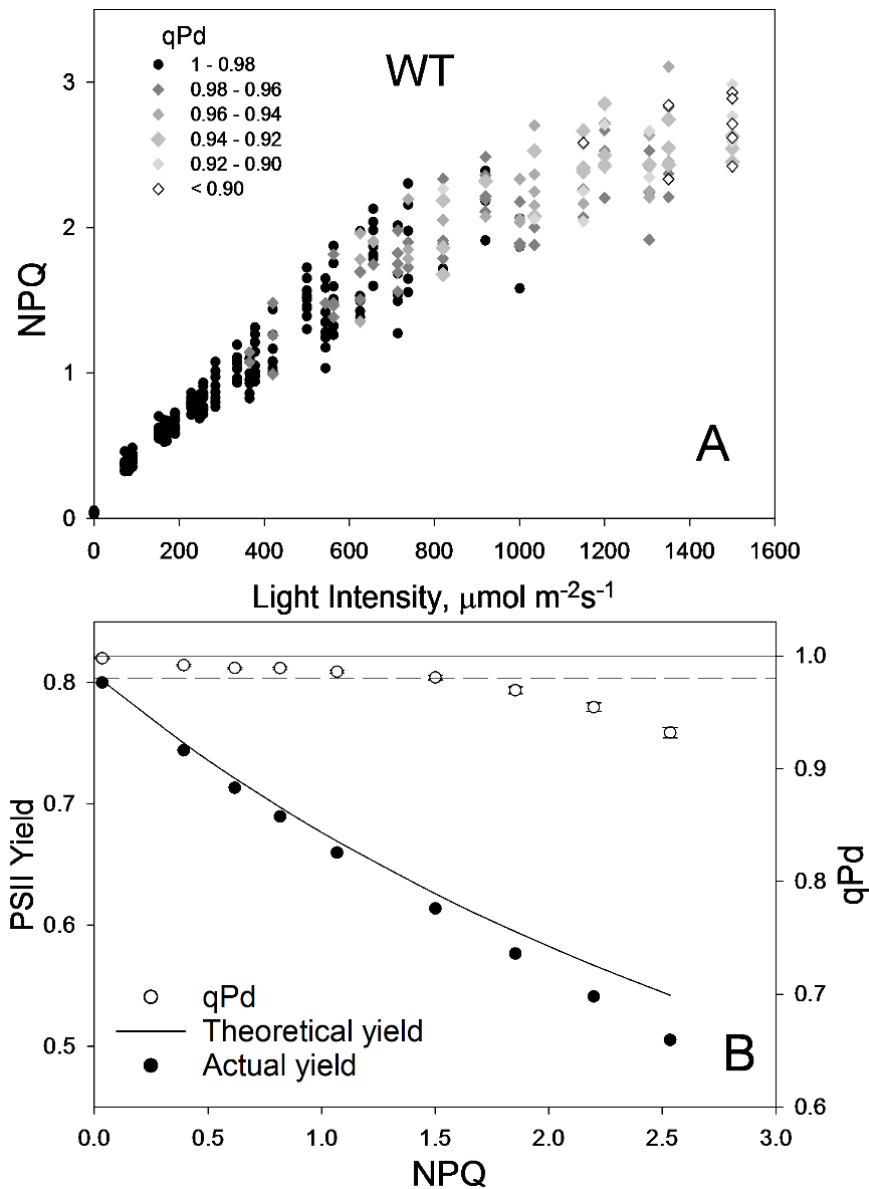 qPd
1 - 0.98
0.98 - 0.96
0.96 - 0.94
0.94 - 0.92
0.92 - 0.90
< 0.90
WT
A
NPQ
3
2
1
0
0 200 400 600 800 1000 1200 1400 1600
Light Intensity, μmol m⁻²s⁻¹
PSII Yield
0.8
0.7
0.6
0.5
1.0
0.9
0.8
0.7
0.6
qPd
qPd
Theoretical yield
Actual yield
B
0.0 0.5 1.0 1.5 2.0 2.5 3.0
NPQ